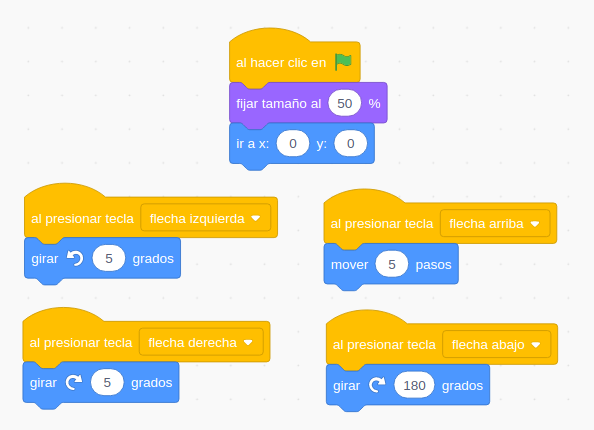 al hacer clic en
fijar tamaño al 50 %
ir a x: 0 y: 0
al presionar tecla flecha izquierda
girar 5 grados
al presionar tecla flecha arriba
mover 5 pasos
al presionar tecla flecha derecha
girar 5 grados
al presionar tecla flecha abajo
girar 180 grados